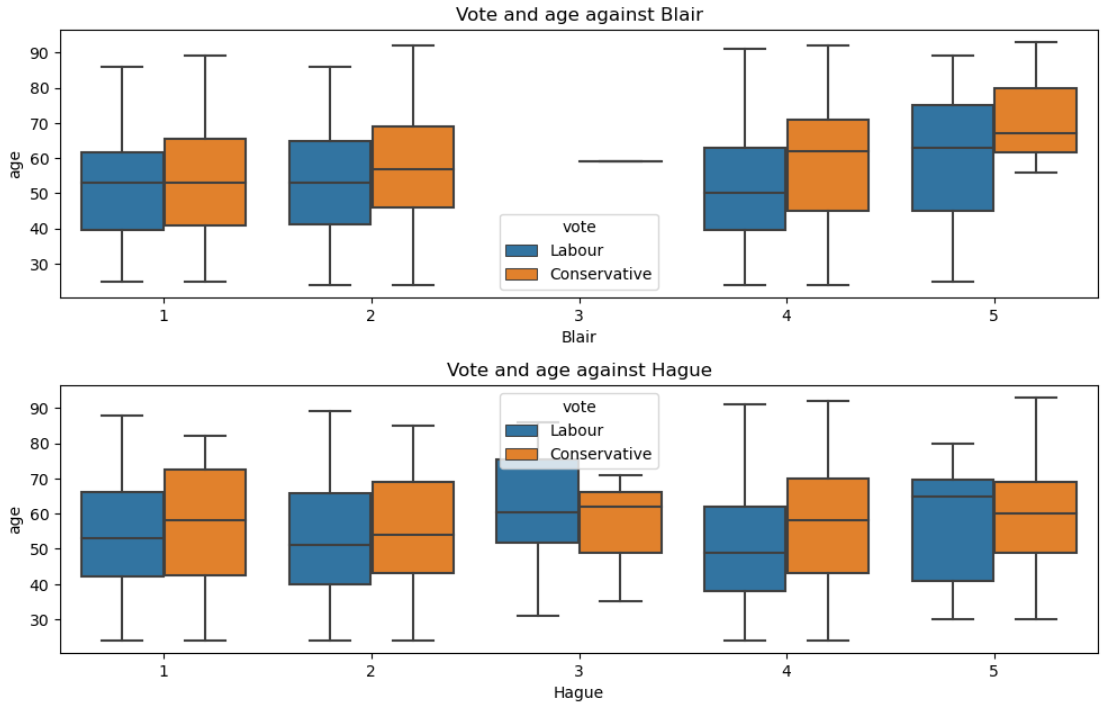 Vote and age against Blair
90
80
70
60
50
40
30
age
vote
Labour
Conservative
1 2 3 4 5
Blair
Vote and age against Hague
90
80
70
60
50
40
30
age
vote
Labour
Conservative
1 2 3 4 5
Hague